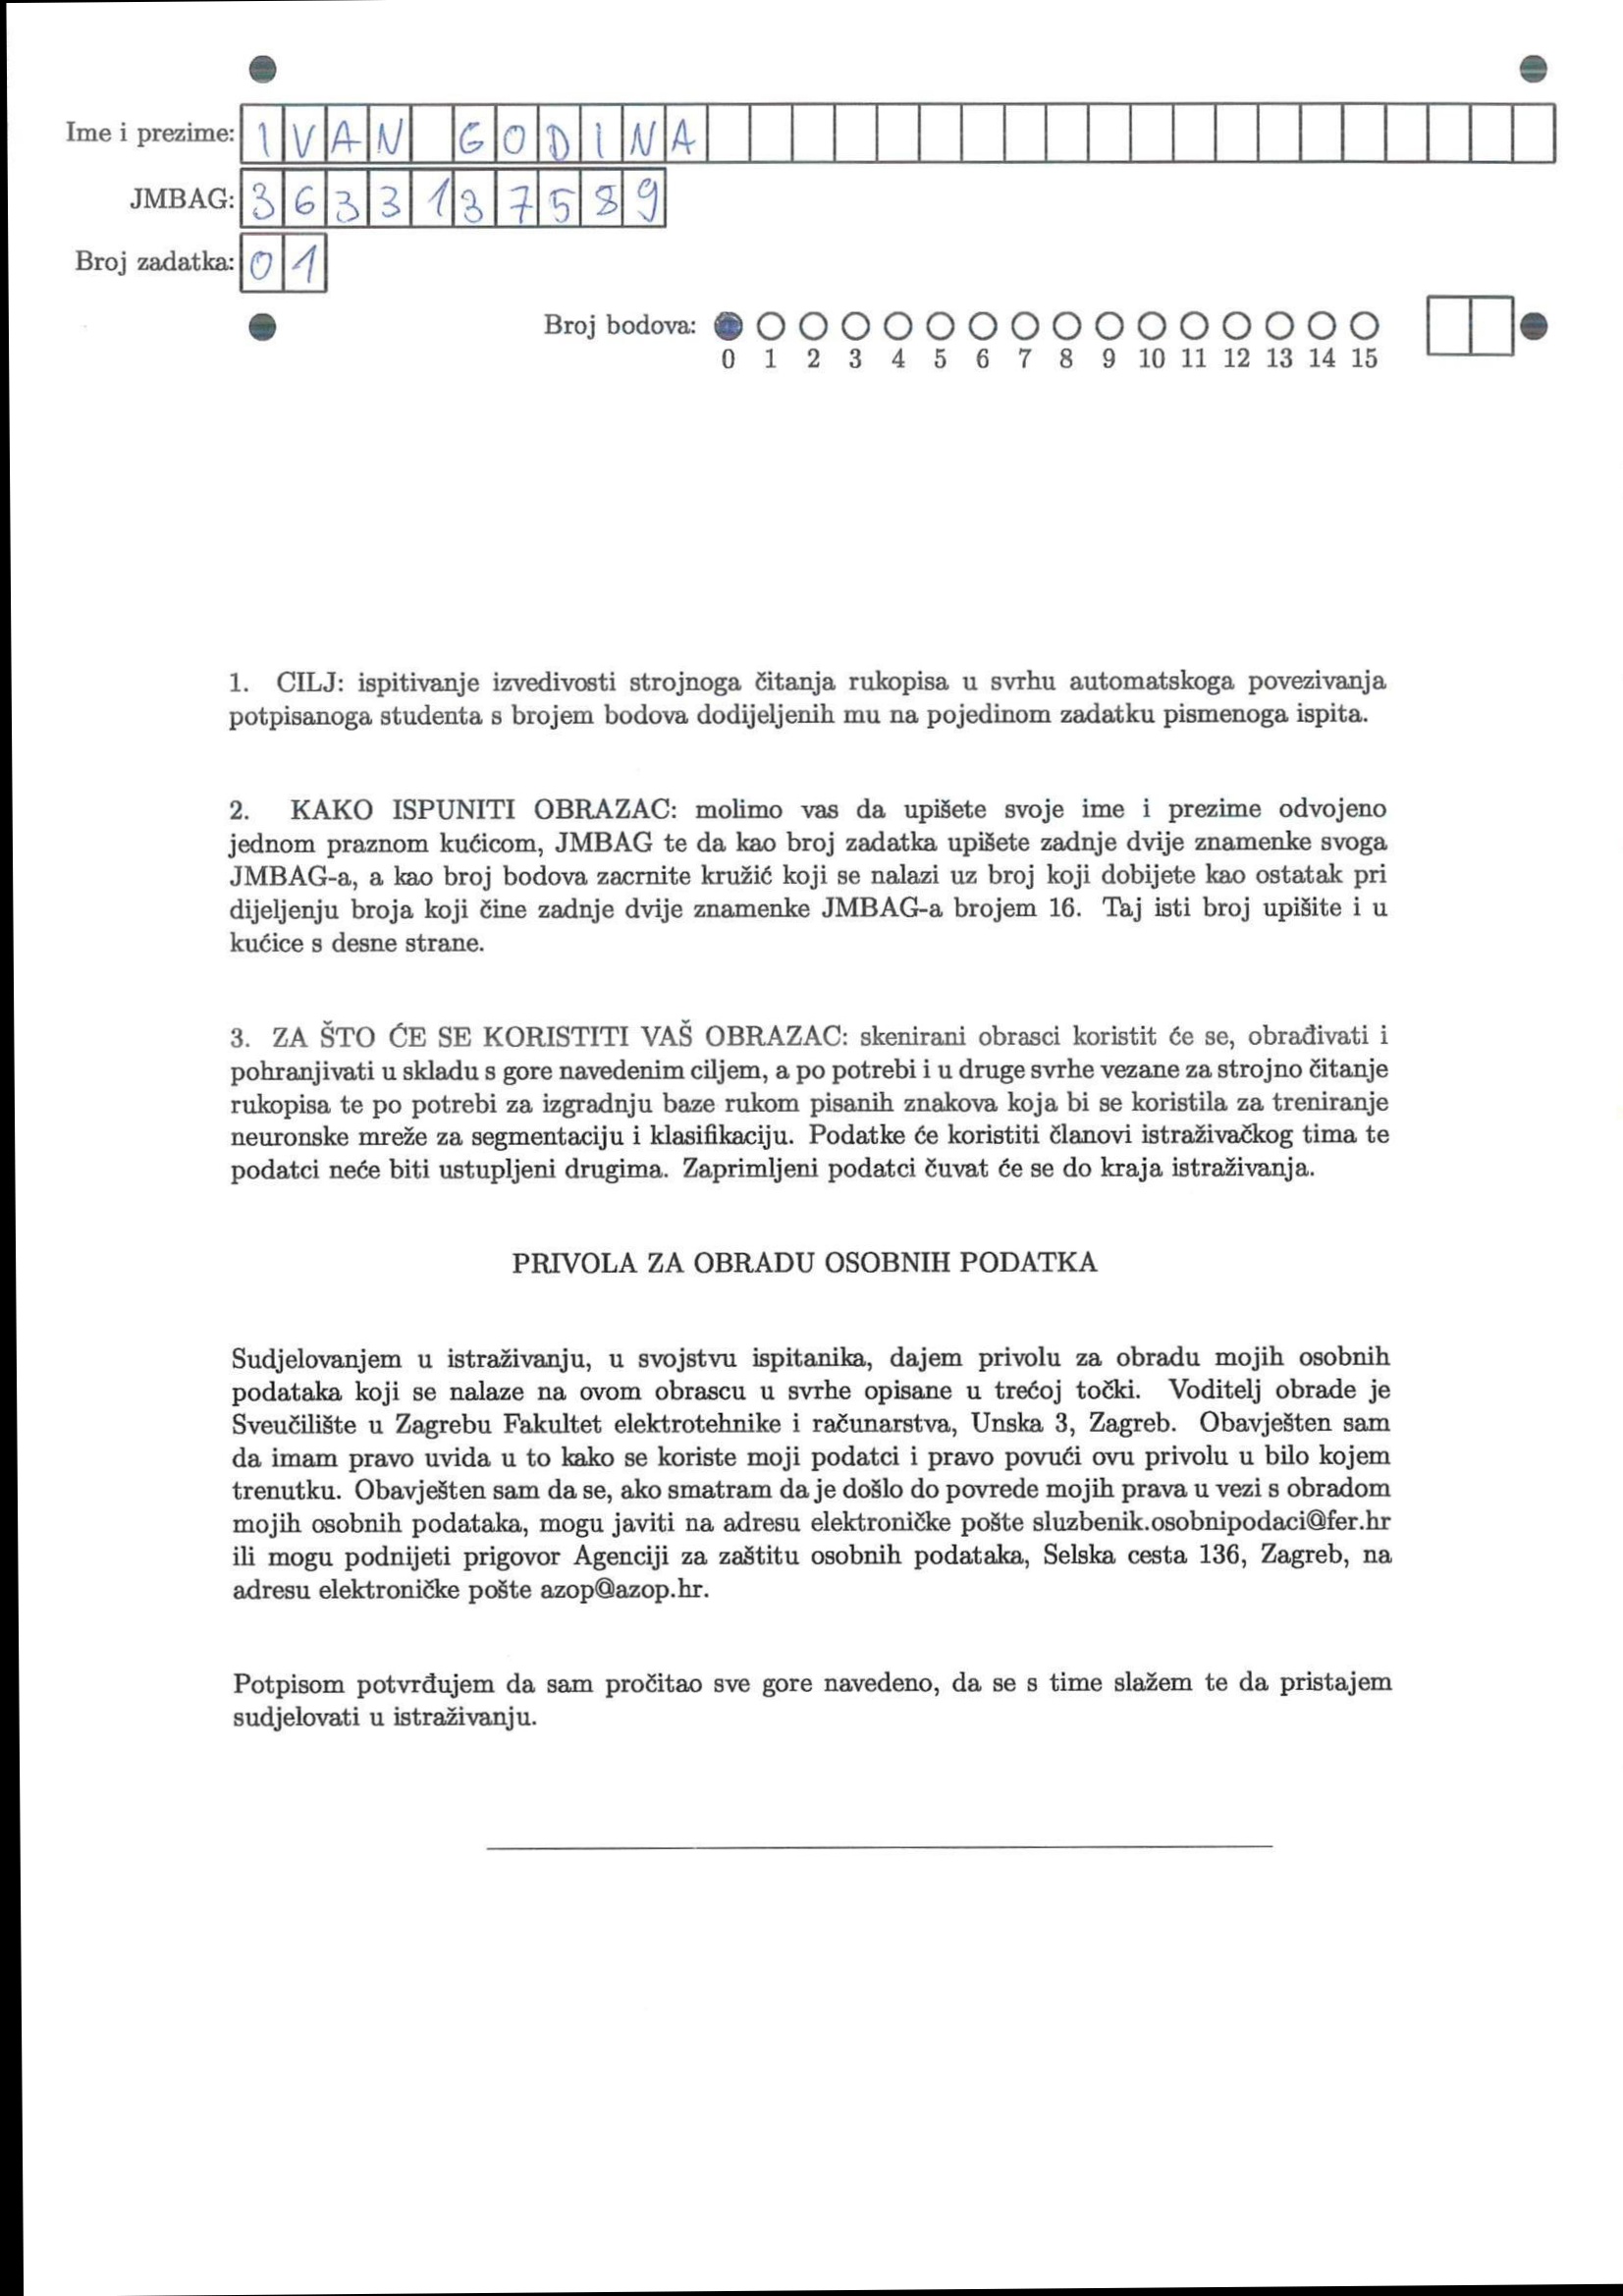 Ime i prezime: IVAN GODINA
JMBAG: 3633137589
Broj zadatka: 01
Broj bodova:
0 1 2 3 4 5 6 7 8 9 10 11 12 13 14 15
1. CILJ: ispitivanje izvedivosti strojnoga čitanja rukopisa u svrhu automatskoga povezivanja
potpisanoga studenta s brojem bodova dodijeljenih mu na pojedinom zadatku pismenoga ispita.
2. KAKO ISPUNITI OBRAZAC: molimo vas da upišete svoje ime i prezime odvojeno
jednom praznom kućicom, JMBAG te da kao broj zadatka upišete zadnje dvije znamenke svoga
JMBAG-a, a kao broj bodova zacrnite kružić koji se nalazi uz broj koji dobijete kao ostatak pri
dijeljenju broja koji čine zadnje dvije znamenke JMBAG-a brojem 16. Taj isti broj upišite i u
kućice s desne strane.
3. ZA ŠTO ĆE SE KORISTITI VAŠ OBRAZAC: skenirani obrasci koristit će se, obrađivati i
pohranjivati u skladu s gore navedenim ciljem, a po potrebi i u druge svrhe vezane za strojno čitanje
rukopisa te po potrebi za izgradnju baze rukom pisanih znakova koja bi se koristila za treniranje
neuronske mreže za segmentaciju i klasifikaciju. Podatke će koristiti članovi istraživačkog tima te
podatci neće biti ustupljeni drugima. Zaprimljeni podatci čuvat će se do kraja istraživanja.
PRIVOLA ZA OBRADU OSOBNIH PODATKA
Sudjelovanjem u istraživanju, u svojstvu ispitanika, dajem privolu za obradu mojih osobnih
podataka koji se nalaze na ovom obrascu u svrhe opisane u trećoj točki. Voditelj obrade je
Sveučilište u Zagrebu Fakultet elektrotehnike i računarstva, Unska 3, Zagreb. Obavješten sam
da imam pravo uvida u to kako se koriste moji podatci i pravo povući ovu privolu u bilo kojem
trenutku. Obavješten sam da se, ako smatram da je došlo do povrede mojih prava u vezi s obradom
mojih osobnih podataka, mogu javiti na adresu elektroničke pošte sluzbenik.osobnipodaci@fer.hr
ili mogu podnijeti prigovor Agenciji za zaštitu osobnih podataka, Selska cesta 136, Zagreb, na
adresu elektroničke pošte azop@azop.hr.
Potpisom potvrđujem da sam pročitao sve gore navedeno, da se s time slažem te da pristajem
sudjelovati u istraživanju.